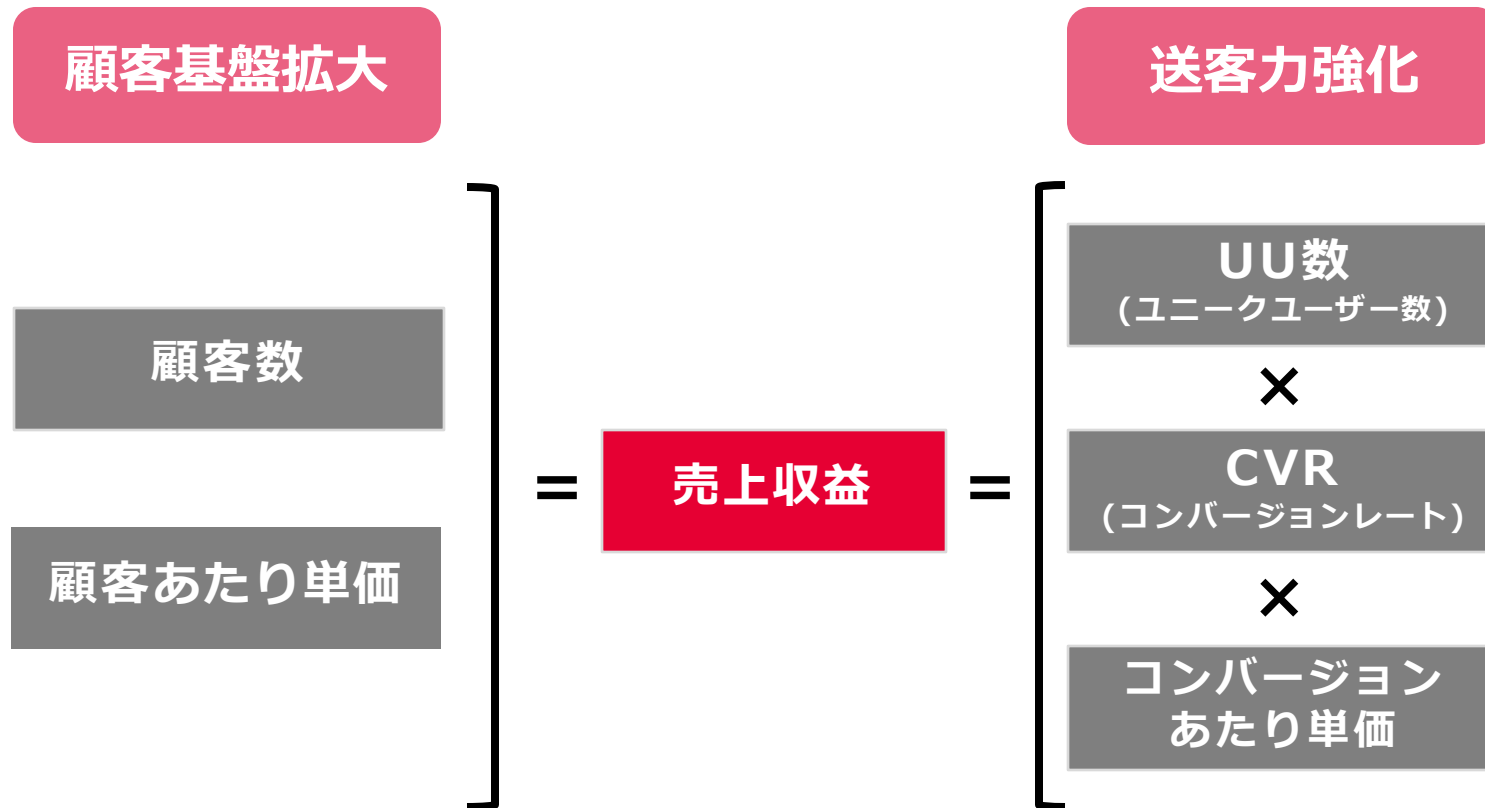 顧客基盤拡大
顧客数
顧客あたり単価
=
売上収益
=
送客力強化
UU数
(ユニークユーザー数)
×
CVR
(コンバージョンレート)
×
コンバージョン
あたり単価